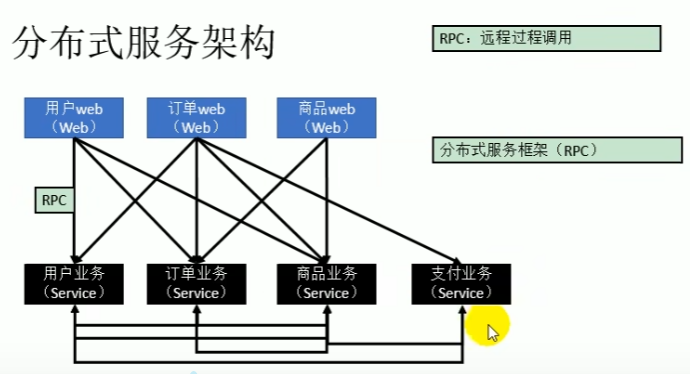 分布式服务架构
RPC：远程过程调用
用户web
（Web）
订单web
（Web）
商品web
（Web）
分布式服务框架（RPC）
RPC
用户业务
（Service）
订单业务
（Service）
商品业务
（Service）
支付业务
（Service）